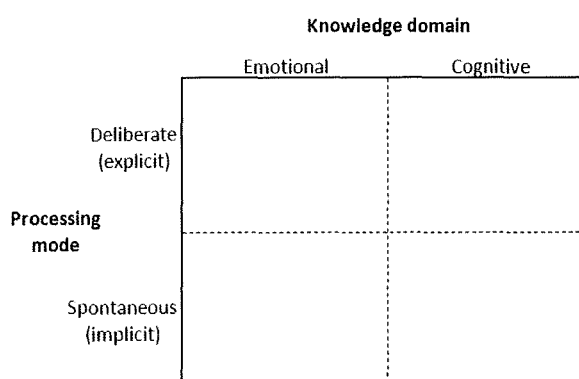 Knowledge domain
Emotional Cognitive
Deliberate
(explicit)
Processing
mode
Spontaneous
(implicit)